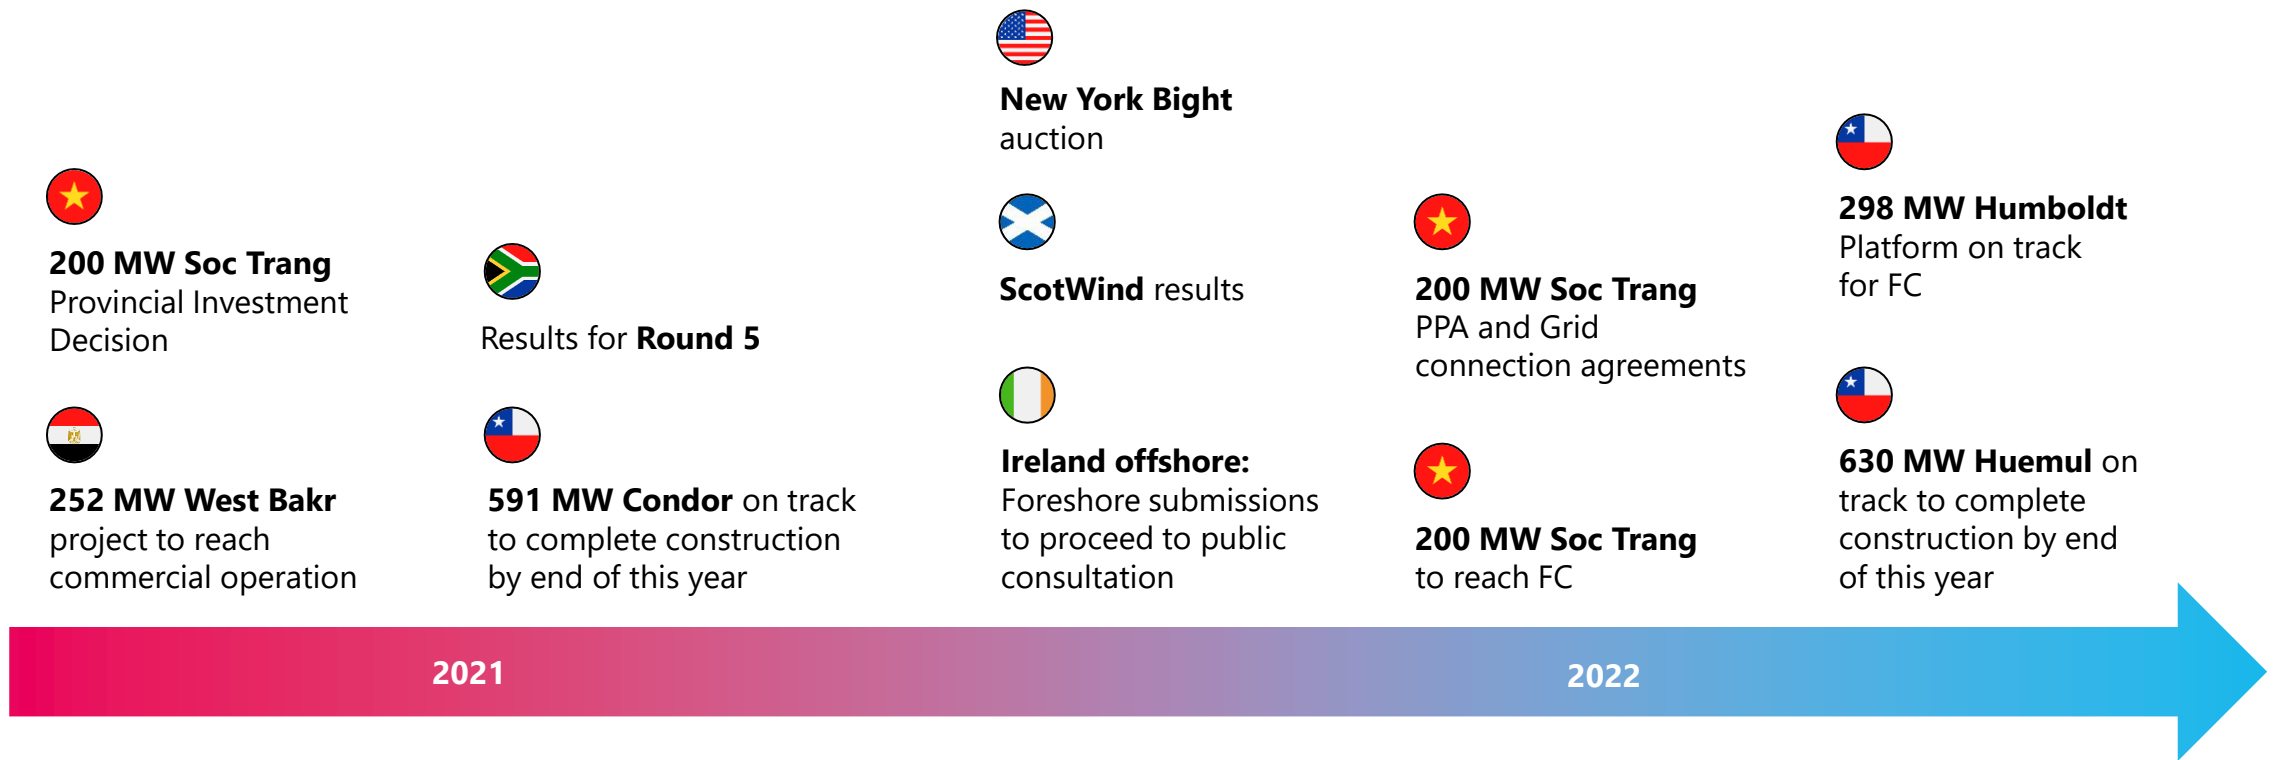 200 MW Soc Trang
Provincial Investment
Decision
252 MW West Bakr
project to reach
commercial operation
Results for Round 5
591 MW Condor on track
to complete construction
by end of this year
New York Bight
auction
ScotWind results
Ireland offshore:
Foreshore submissions
to proceed to public
consultation
200 MW Soc Trang
PPA and Grid
connection agreements
200 MW Soc Trang
to reach FC
298 MW Humboldt
Platform on track
for FC
630 MW Huemul on
track to complete
construction by end
of this year
2021
2022